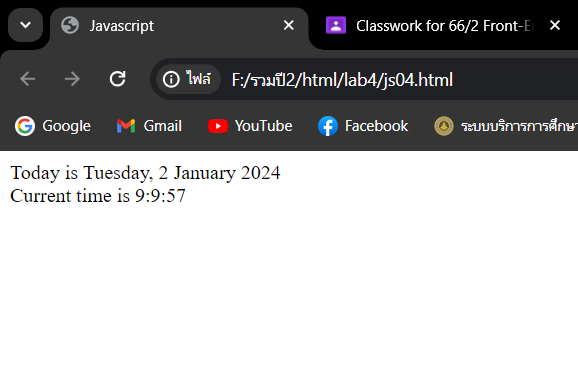 Javascript
Classwork for 66/2 Front-E
ไฟล์
F:/รวมปี2/html/lab4/js04.html
Google
Gmail
YouTube
Facebook
ระบบบริการการศึกษา
Today is Tuesday, 2 January 2024
Current time is 9:9:57